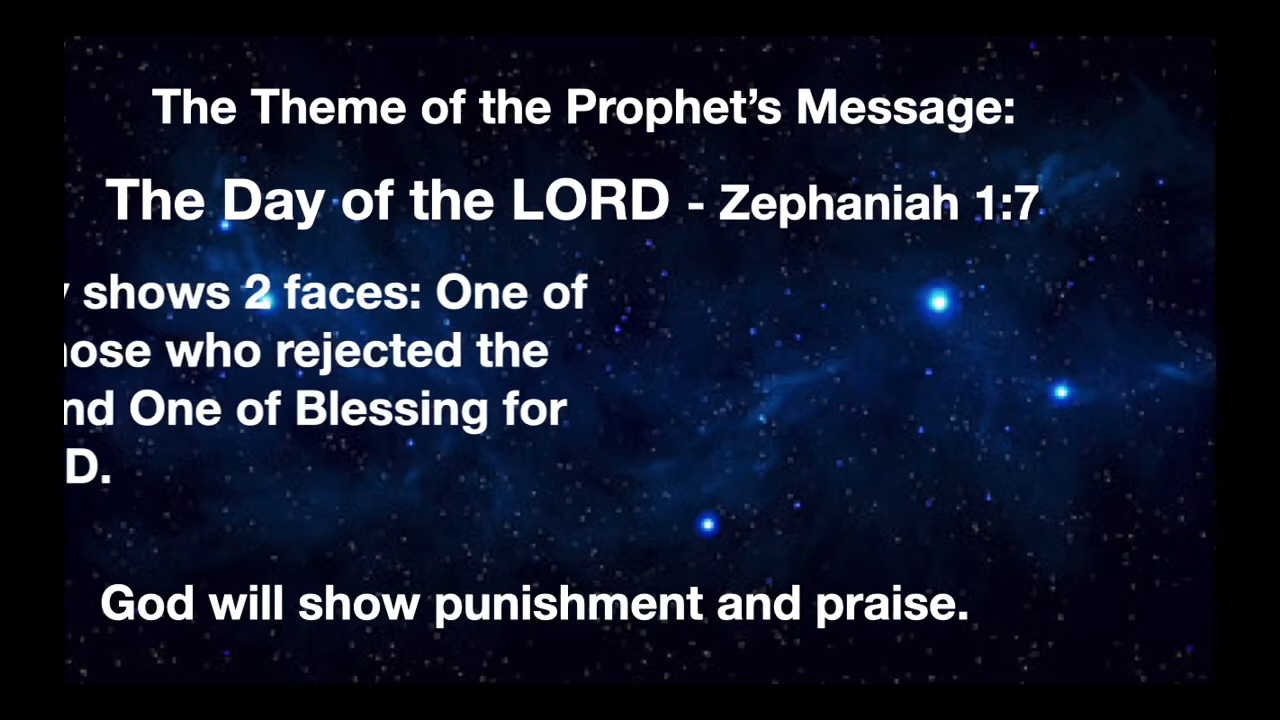 The Theme of the Prophet’s Message:
The Day of the LORD - Zephaniah 1:7
shows 2 faces: One of
who rejected the
One of Blessing for
D.
God will show punishment and praise.